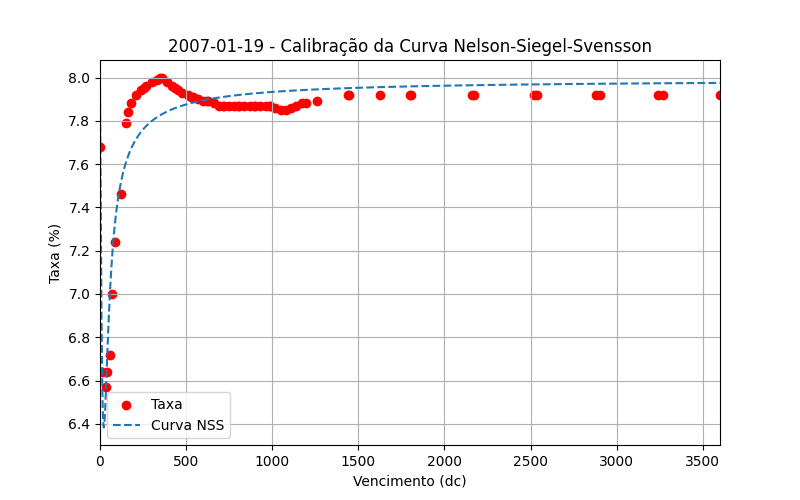 2007-01-19 - Calibração da Curva Nelson-Siegel-Svensson
8.0
7.8
7.6
7.4
7.2
7.0
6.8
6.6
6.4
Taxa (%)
Taxa
Curva NSS
0 500 1000 1500 2000 2500 3000 3500
Vencimento (dc)